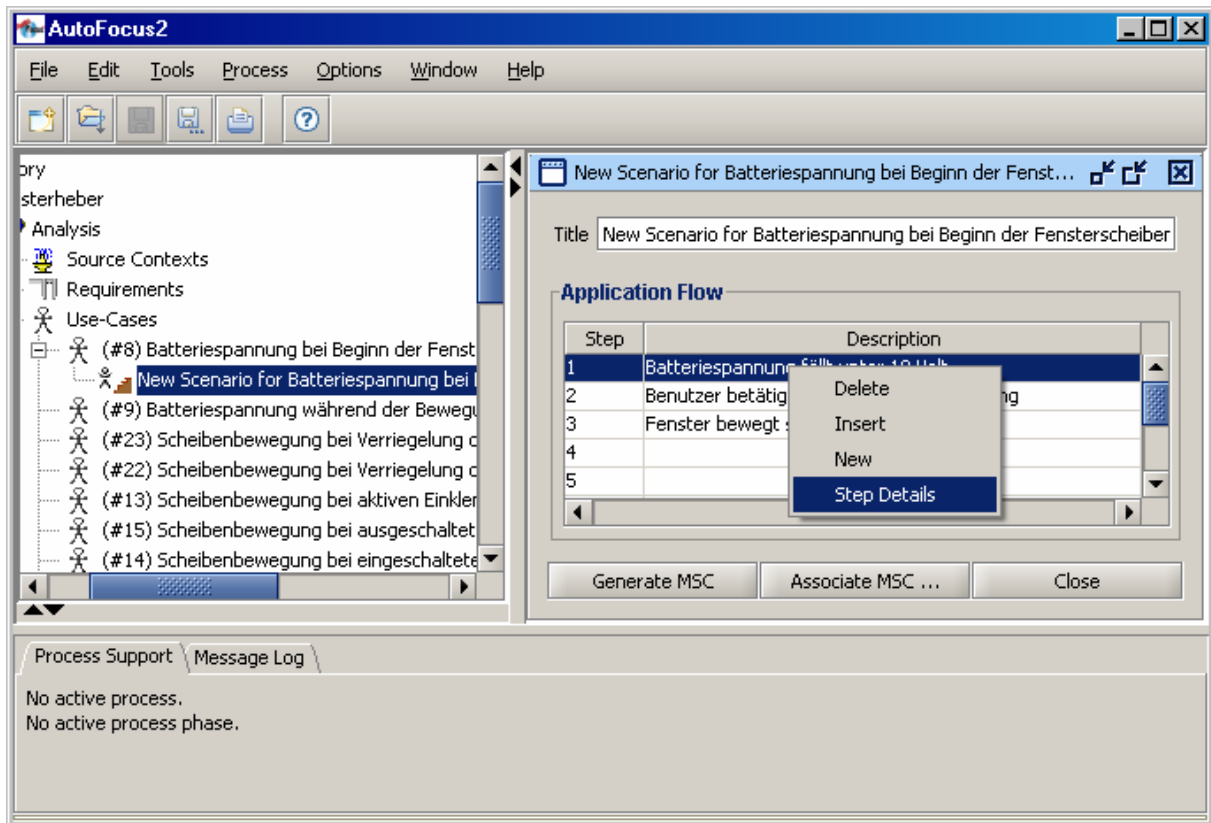 AutoFocus2
File Edit Tools Process Options Window Help
ory
sterheber
Analysis
Source Contexts
Requirements
Use-Cases
(#8) Batteriespannung bei Beginn der Fenst
New Scenario for Batteriespannung bei
(#9) Batteriespannung während der Bewegu
(#23) Scheibenbewegung bei Verriegelung
(#22) Scheibenbewegung bei Verriegelung
(#13) Scheibenbewegung bei aktiven Einkler
(#15) Scheibenbewegung bei ausgeschaltet
(#14) Scheibenbewegung bei eingeschaltete
New Scenario for Batteriespannung bei Beginn der Fenst...
Title New Scenario for Batteriespannung bei Beginn der Fensterscheiber
Application Flow
Step Description
1 Batteriespannung fällt unter 10
2 Benutzer betätig ng
3 Fenster bewegt
4
5
Delete
Insert
New
Step Details
Generate MSC Associate MSC ... Close
Process Support Message Log
No active process.
No active process phase.